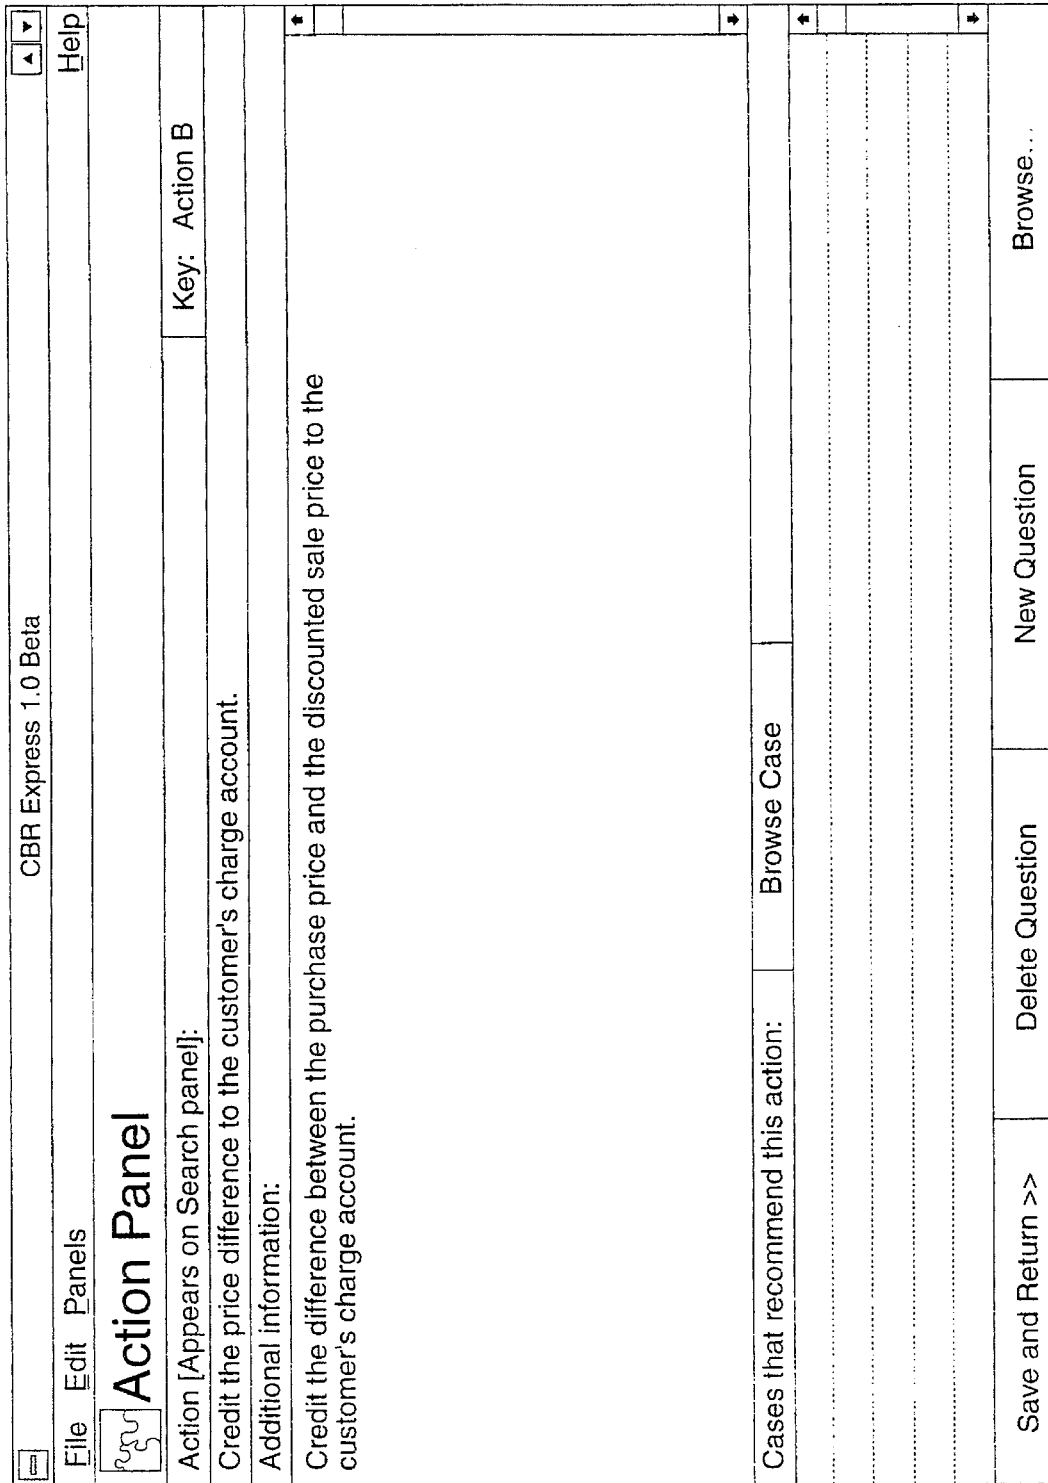 CBR Express 1.0 Beta
File Edit Panels Help
Action Panel
Action [Appears on Search panel]: Key: Action B
Credit the price difference to the customer's charge account.
Additional information:
Credit the difference between the purchase price and the discounted sale price to the
customer's charge account.
Cases that recommend this action: Browse Case
Save and Return >> Delete Question New Question Browse...